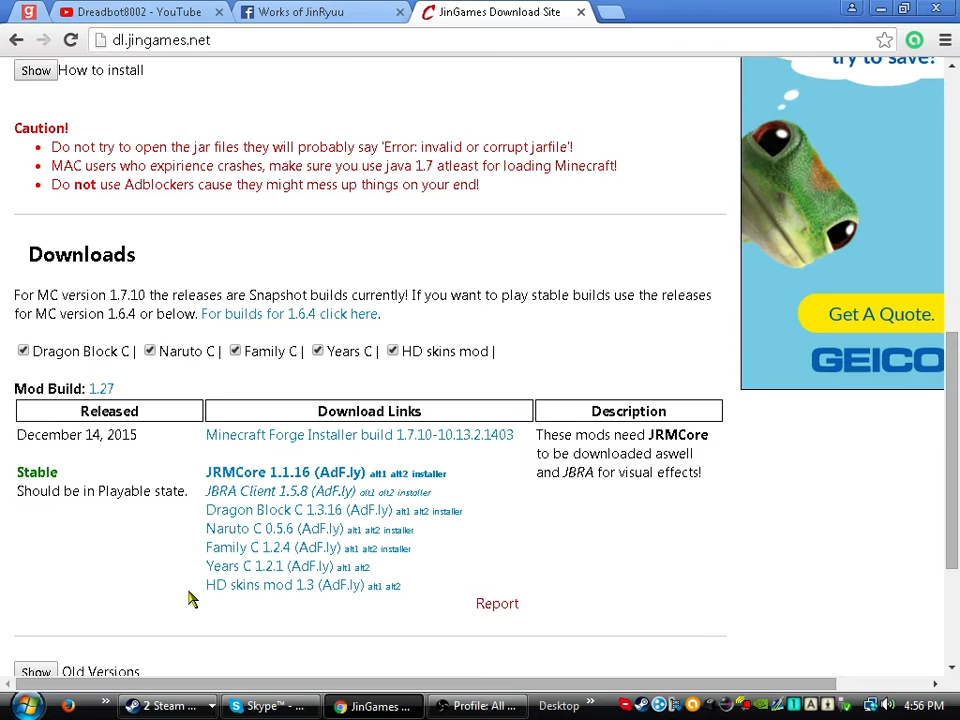 Dreadbot8002 - YouTube
Works of JinRyuu
JinGames Download Site
dl.jingames.net
try to save?
Show How to install
Caution!
Do not try to open the jar files they will probably say 'Error: invalid or corrupt jarfile'!
MAC users who expirience crashes, make sure you use java 1.7 atleast for loading Minecraft!
Do not use Adblockers cause they might mess up things on your end!
Downloads
For MC version 1.7.10 the releases are Snapshot builds currently! If you want to play stable builds use the releases
for MC version 1.6.4 or below. For builds for 1.6.4 click here.
Get A Quote.
GEICO
Dragon Block C | Naruto C | Family C | Years C | HD skins mod |
Mod Build: 1.27
Released Download Links Description
December 14, 2015 Minecraft Forge Installer build 1.7.10-10.13.2.1403 These mods need JRMCore
to be downloaded aswell
Stable JRMCore 1.1.16 (AdF.ly) alt1 alt2 installer and JBRA for visual effects!
Should be in Playable state. JBRA Client 1.5.8 (AdF.ly) alt1 alt2 installer
Dragon Block C 1.3.16 (AdF.ly) alt1 alt2 installer
Naruto C 0.5.6 (AdF.ly) alt1 alt2 installer
Family C 1.2.4 (AdF.ly) alt1 alt2 installer
Years C 1.2.1 (AdF.ly) alt1 alt2
HD skins mod 1.3 (AdF.ly) alt1 alt2
Report
Show Old Versions
2 Steam ... Skype™ - ... JinGames ... Profile: All ... Desktop 4:56 PM